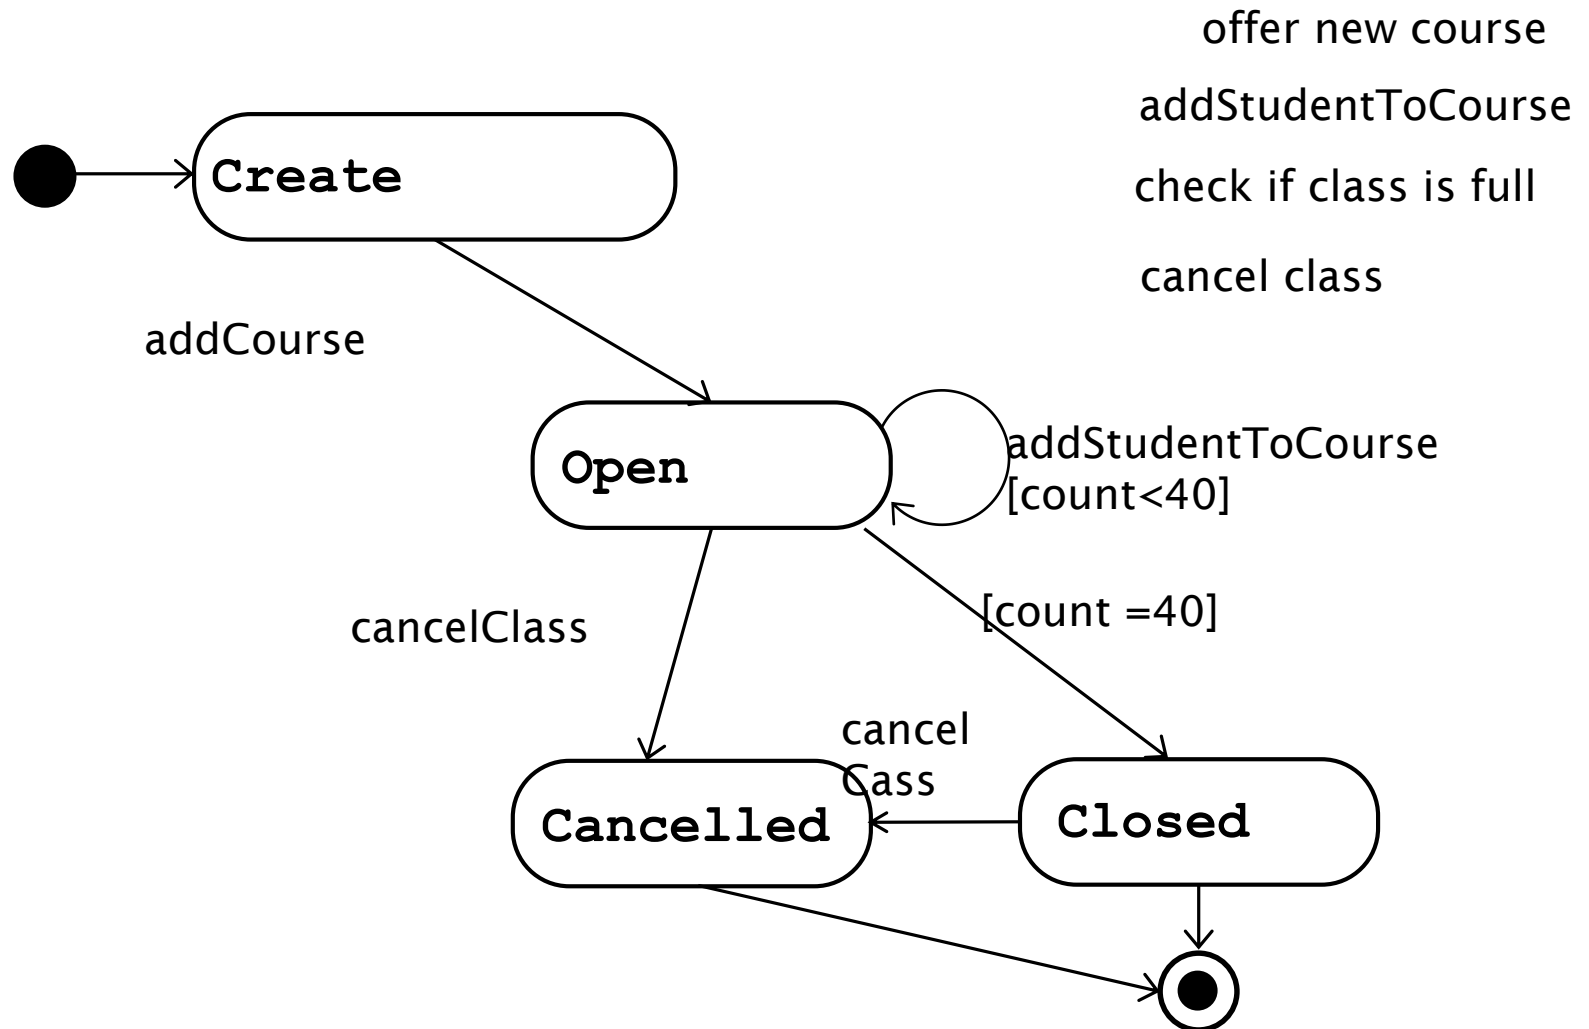 offer new course
addStudentToCourse
check if class is full
Create
cancel class
addCourse
addStudentToCourse
Open
[count<40]
[count =40]
cancelClass
cancel
Cass
Cancelled
Closed